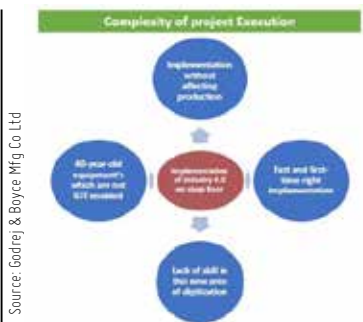 Complexity of project Execution
Implementation
without
affecting
production
40-year-old
equipment's
which are not
IIOT enabled
Implementation
of Industry 4.0
on shop floor
Fast and first-
time right
implementation
Lack of skill in
this new area
of digitization
Source: Godrej & Boyce Mfg Co Ltd